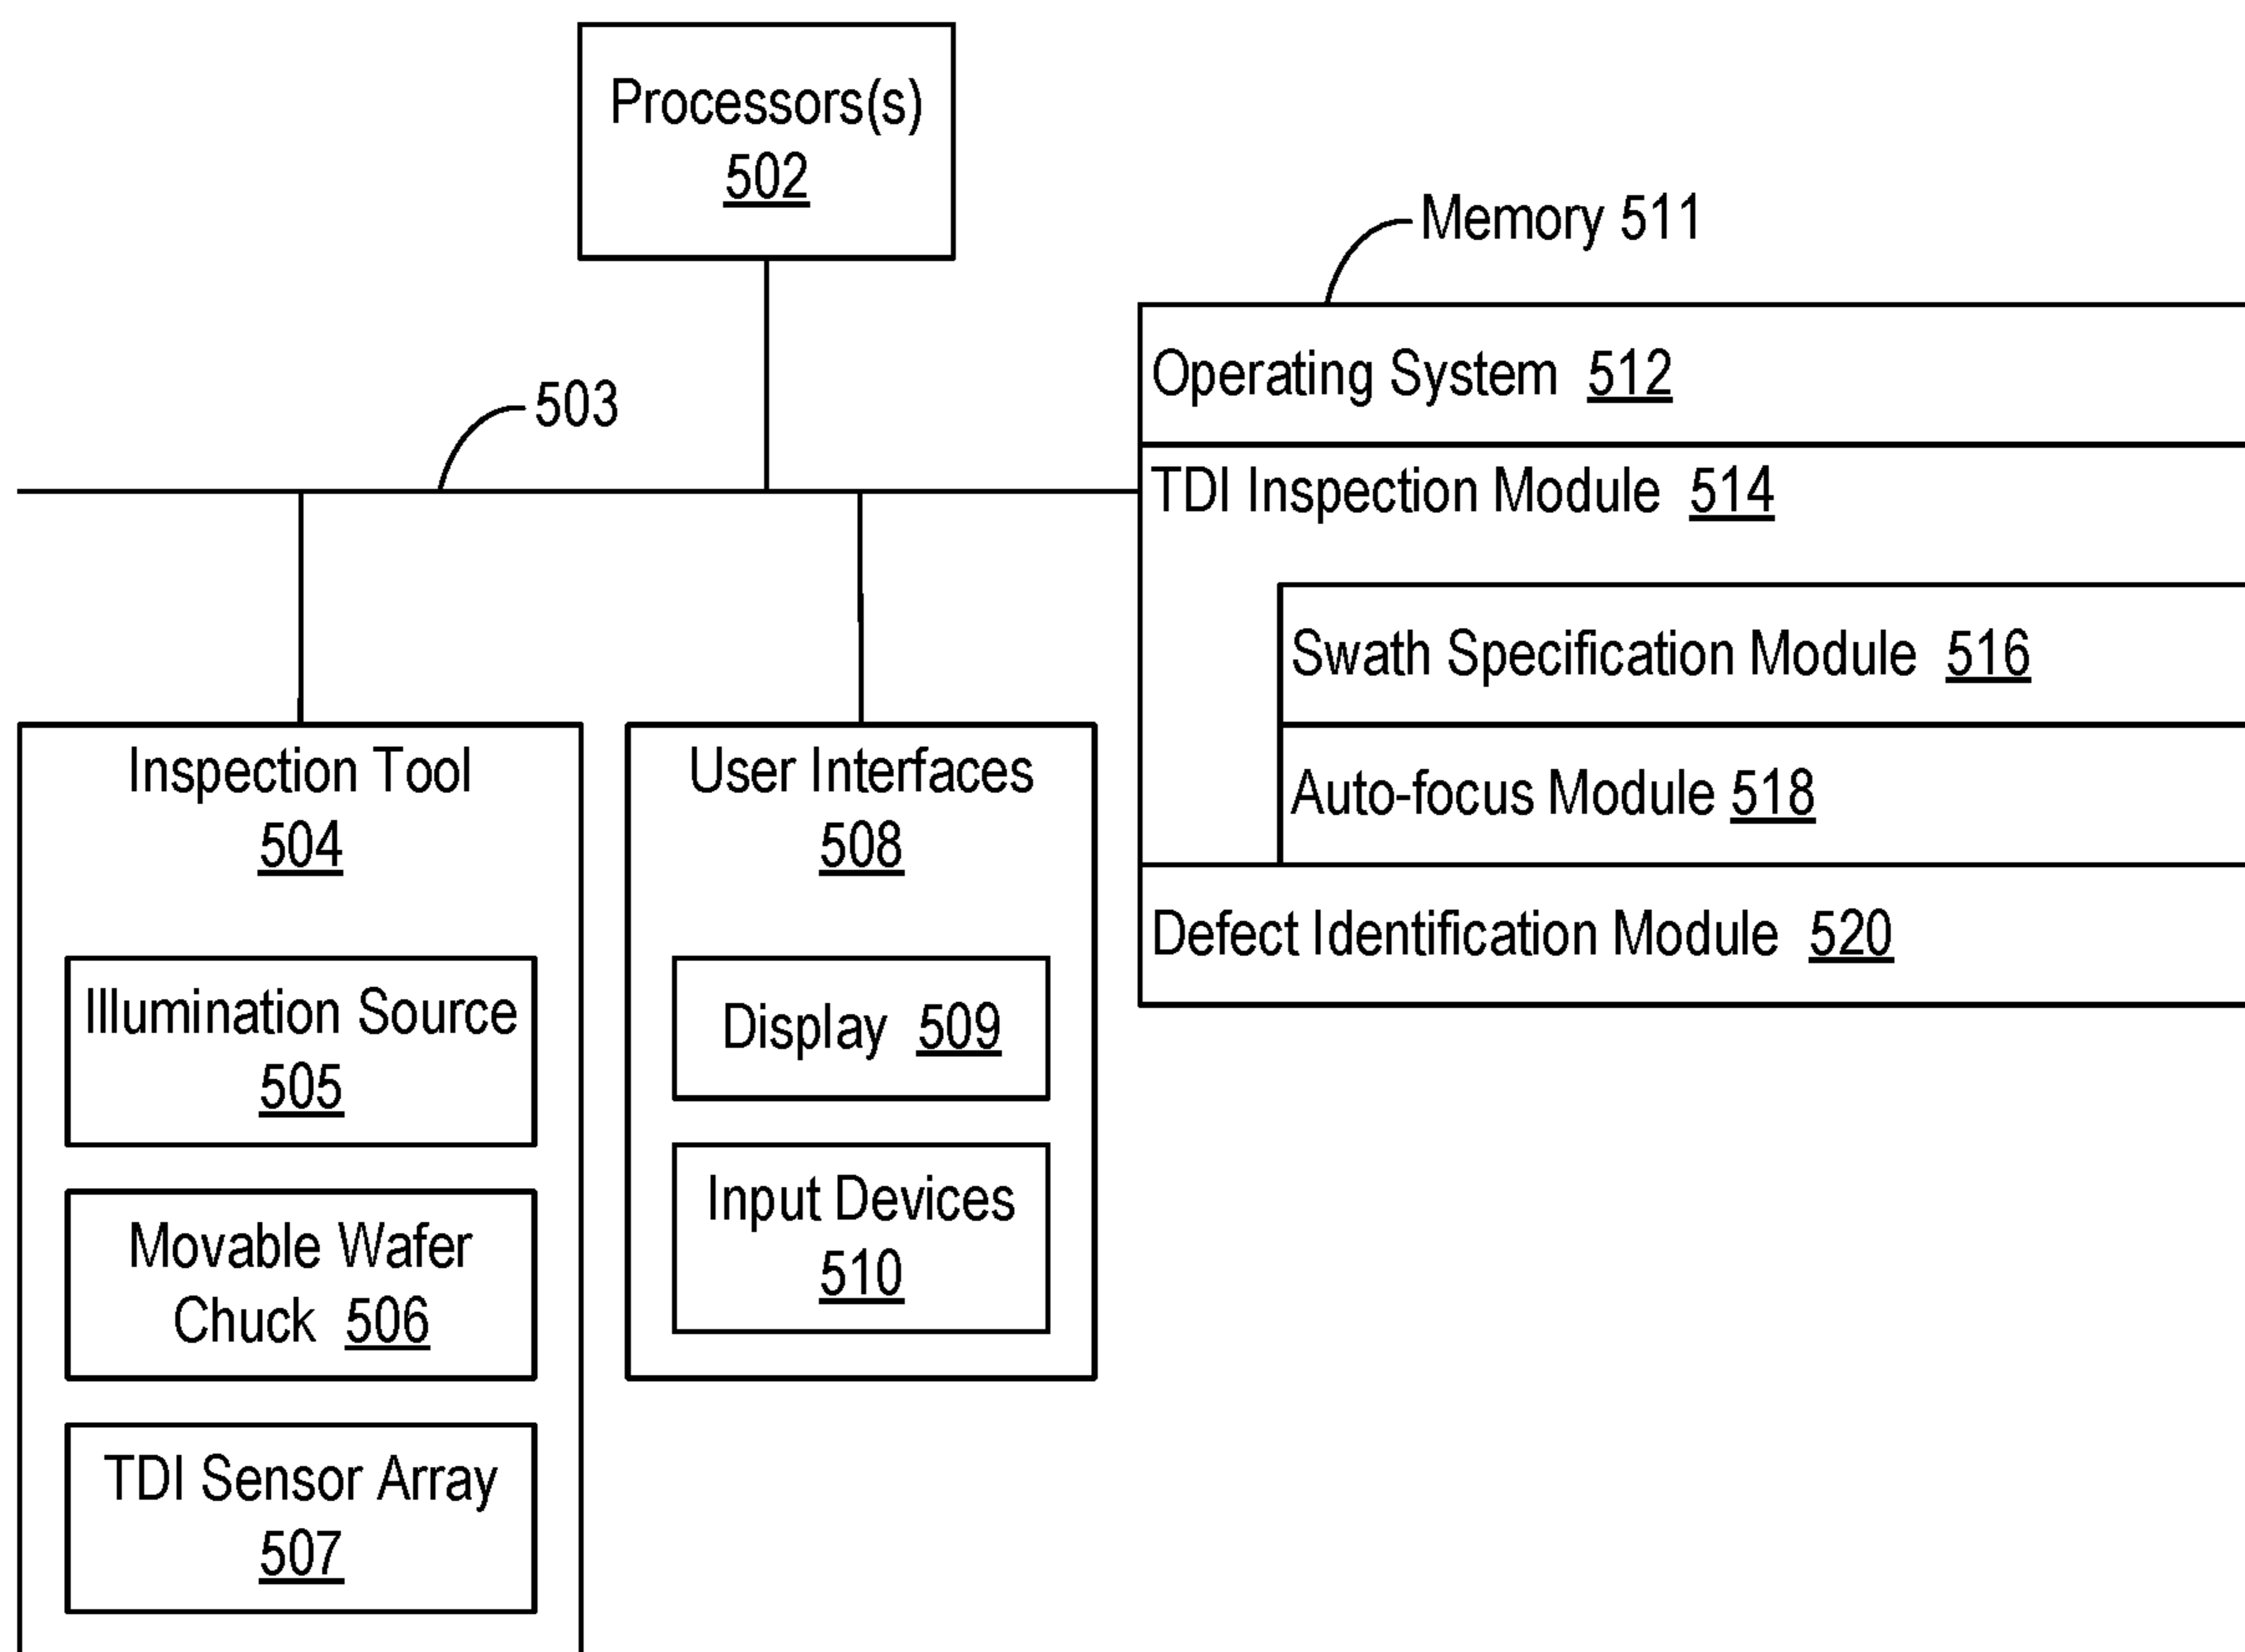 Processors(s)
502
Memory 511
Operating System 512
503
TDI Inspection Module 514
Swath Specification Module 516
Auto-focus Module 518
Defect Identification Module 520
Inspection Tool
504
Illumination Source
505
Movable Wafer
Chuck 506
TDI Sensor Array
507
User Interfaces
508
Display 509
Input Devices
510